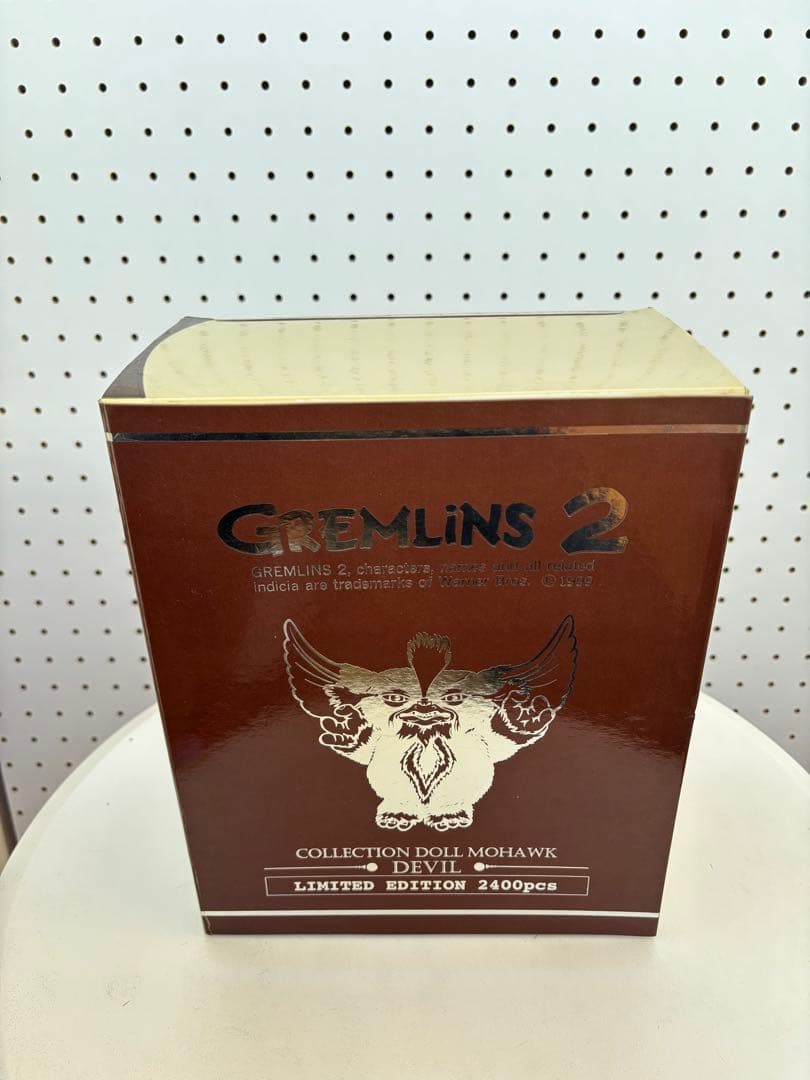 GREMLiNS 2
GREMLINS 2, characters, names and all related
indicia are trademarks of Warner Bros. © 1999
COLLECTION DOLL MOHAWK
DEVIL
LIMITED EDITION 2400pcs